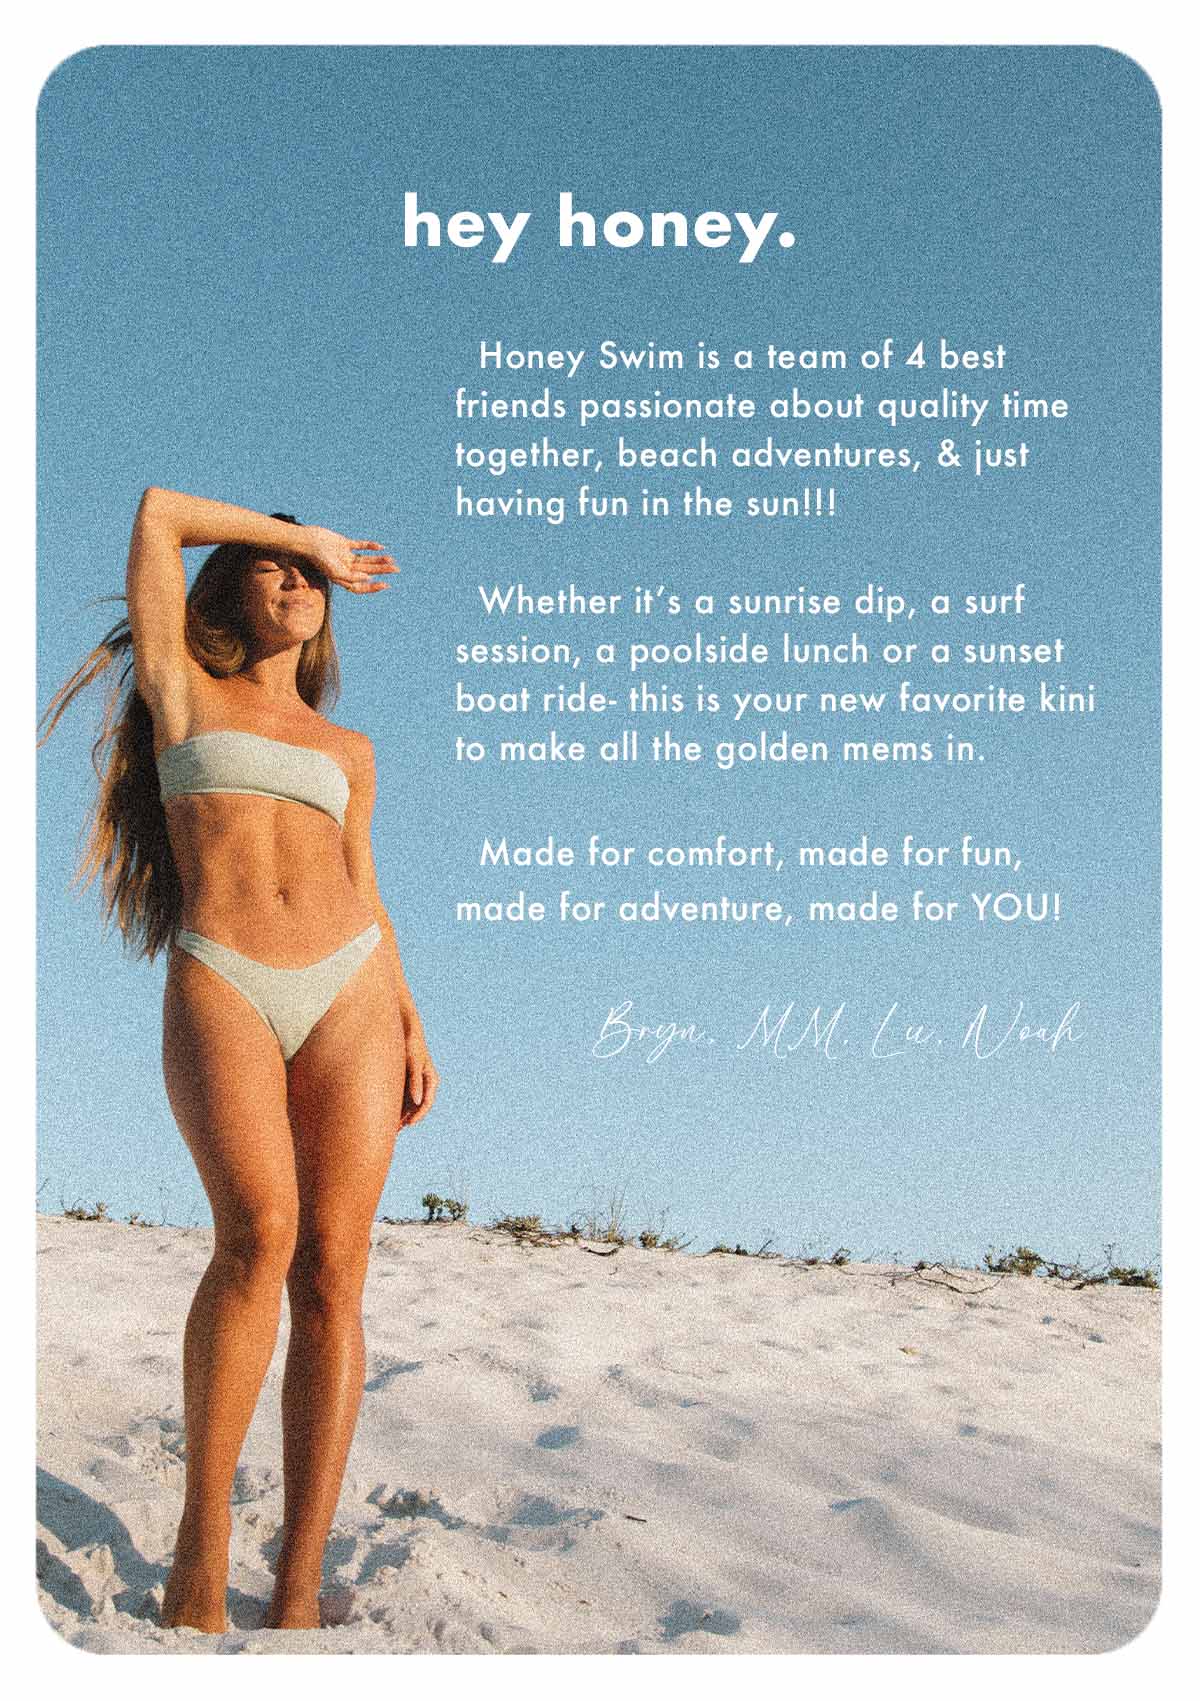 hey honey.
Honey Swim is a team of 4 best
friends passionate about quality time
together, beach adventures, & just
having fun in the sun!!!
Whether it’s a sunrise dip, a surf
session, a poolside lunch or a sunset
boat ride- this is your new favorite kini
to make all the golden mems in.
Made for comfort, made for fun,
made for adventure, made for YOU!
Bryn, MM, Lu, Noah